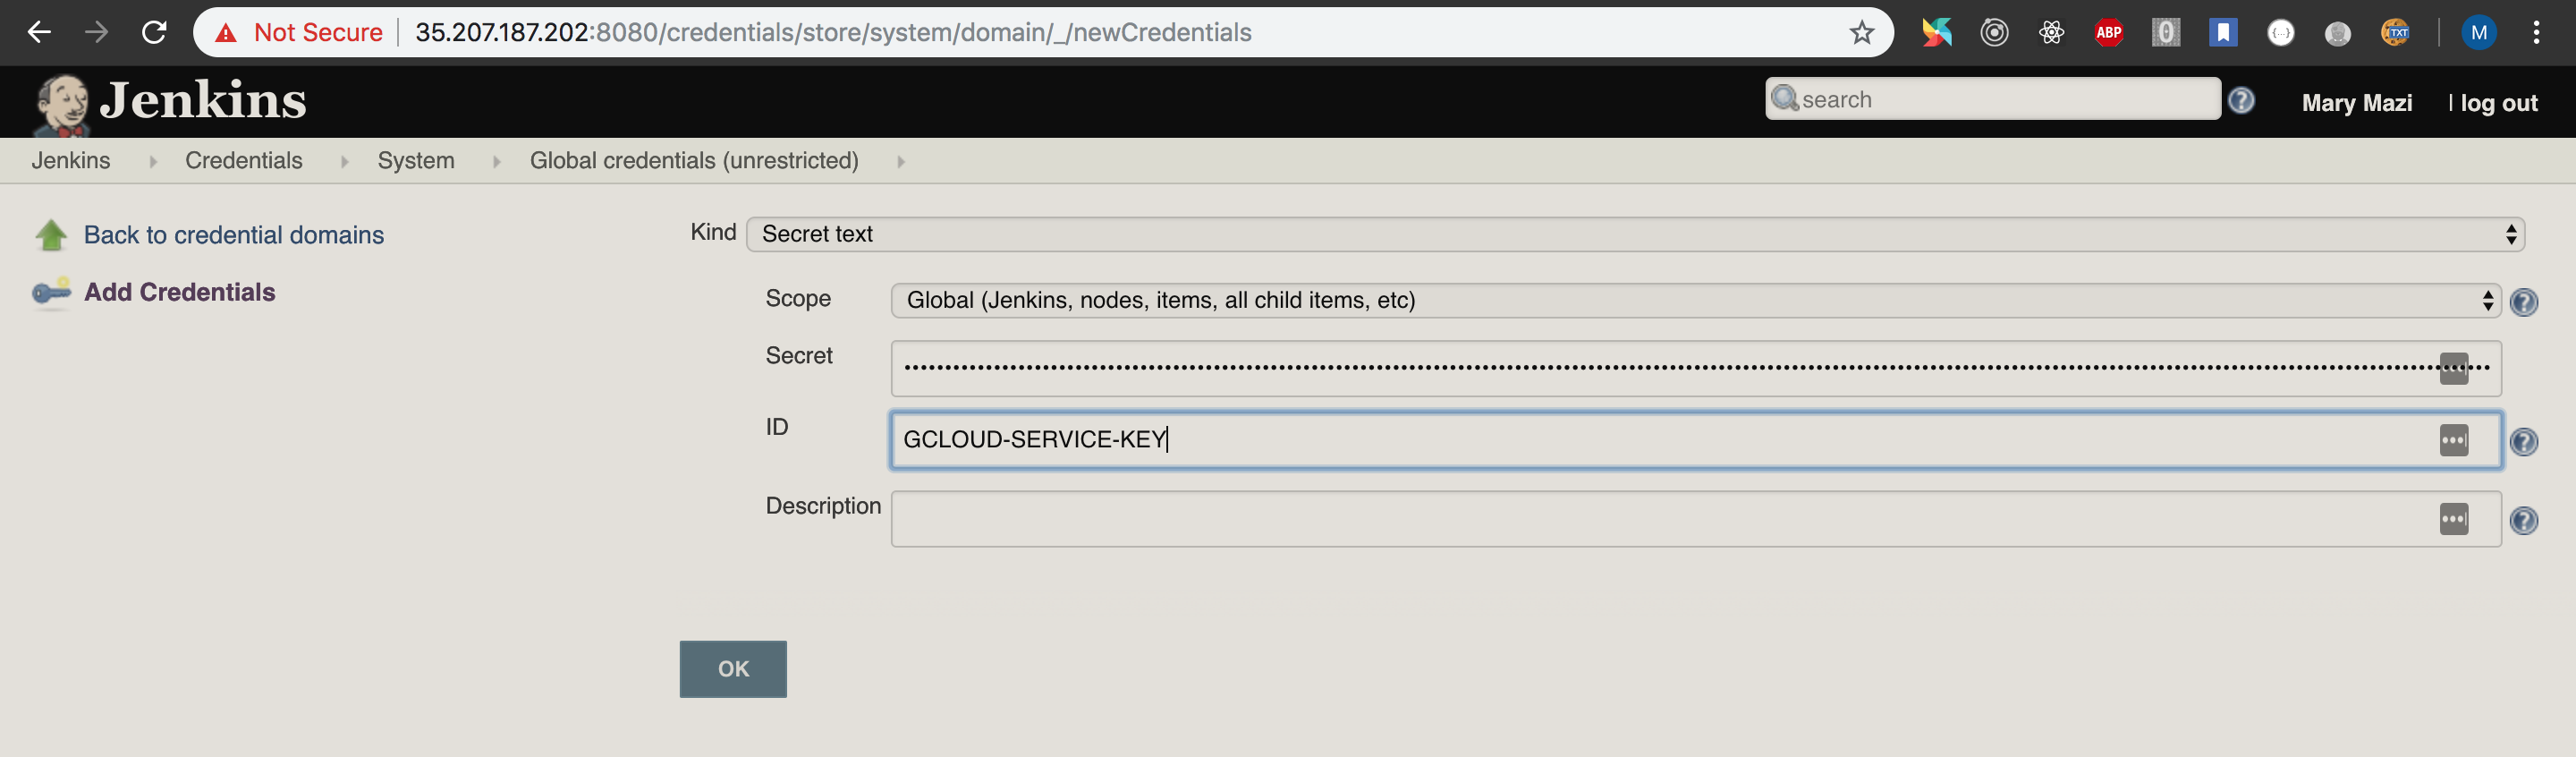 Not Secure | 35.207.187.202:8080/credentials/store/system/domain/_/newCredentials ABP 0 {...} TXT M
Jenkins search ? Mary Mazi | log out
Jenkins Credentials System Global credentials (unrestricted)
Back to credential domains
Add Credentials
Kind Secret text
Scope Global (Jenkins, nodes, items, all child items, etc) ?
Secret
ID GCLOUD-SERVICE-KEY ?
Description ?
OK